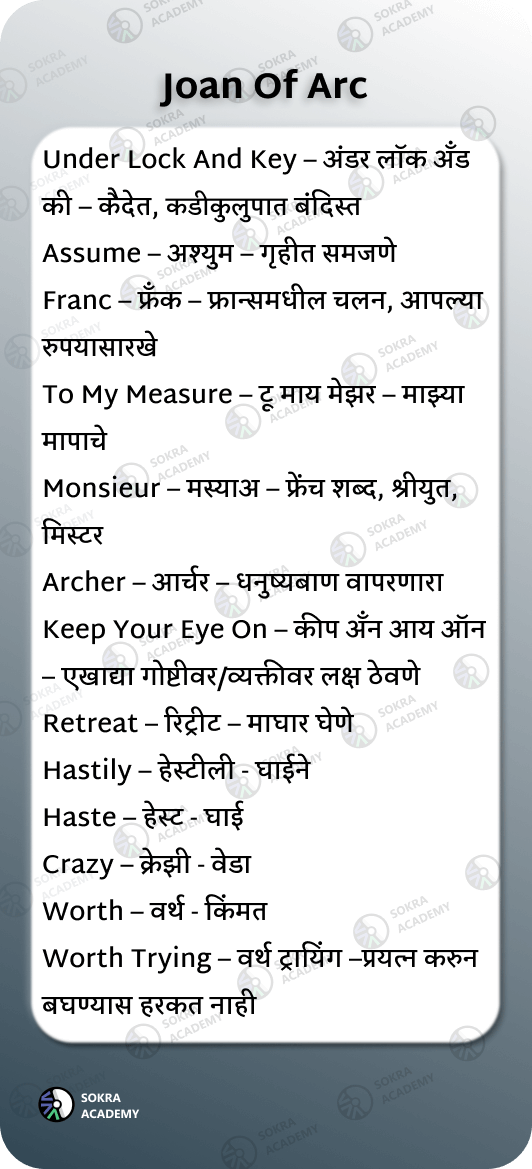 Joan Of Arc
Under Lock And Key – अंडर लॉक अँड
की – कैदेत, कडीकुलुपात बंदिस्त
Assume – अश्युम – गृहीत समजणे
Franc – फ्रँक – फ्रान्समधील चलन, आपल्या
रुपयासारखे
To My Measure – टू माय मेझर – माझ्या
मापाचे
Monsieur – मस्याअ – फ्रेंच शब्द, श्रीयुत,
मिस्टर
Archer – आर्चर – धनुष्यबाण वापरणारा
Keep Your Eye On – कीप अँन आय ऑन
– एखाद्या गोष्टीवर/व्यक्तीवर लक्ष ठेवणे
Retreat – रिट्रीट – माघार घेणे
Hastily – हेस्टीली - घाईने
Haste – हेस्ट - घाई
Crazy – क्रेझी - वेडा
Worth – वर्थ - किंमत
Worth Trying – वर्थ ट्रायिंग –प्रयत्न करुन
बघण्यास हरकत नाही
SOKRA
ACADEMY